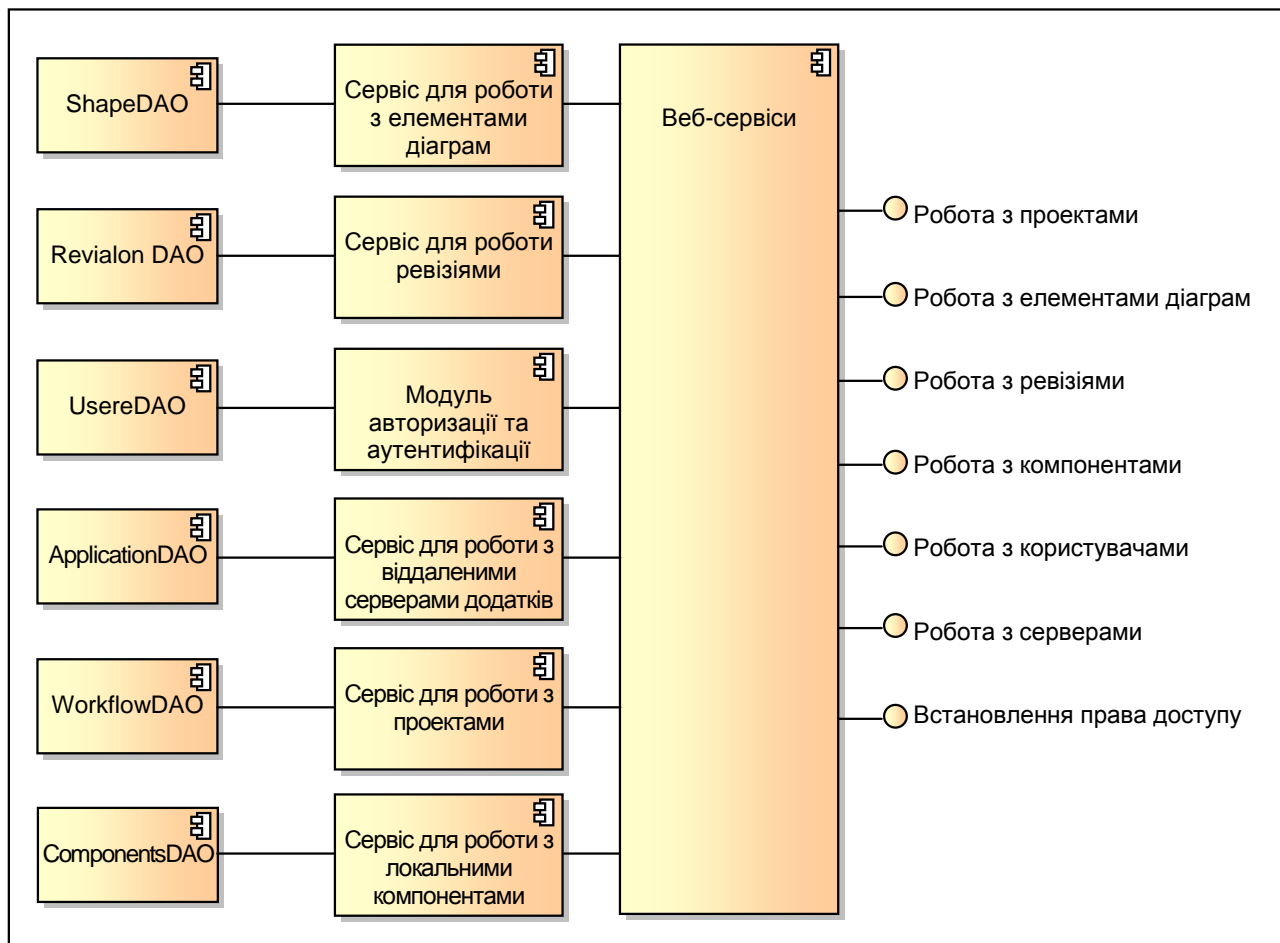 ShapeDAO
Сервіс для роботи
з елементами
діаграм
Веб-сервіси
Revialon DAO
Сервіс для роботи
ревізіями
UsereDAO
Модуль
авторизації та
аутентифікації
ApplicationDAO
Сервіс для роботи з
віддаленими
серверами додатків
WorkflowDAO
Сервіс для роботи з
проектами
ComponentsDAO
Сервіс для роботи з
локальними
компонентами
Робота з проектами
Робота з елементами діаграм
Робота з ревізіями
Робота з компонентами
Робота з користувачами
Робота з серверами
Встановлення права доступу